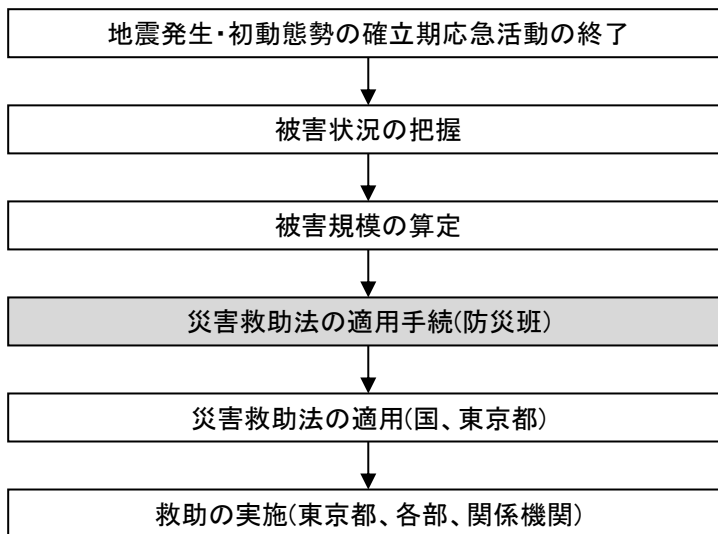 地震発生・初動態勢の確立期応急活動の終了
被害状況の把握
被害規模の算定
災害救助法の適用手続(防災班)
災害救助法の適用(国、東京都)
救助の実施(東京都、各部、関係機関)